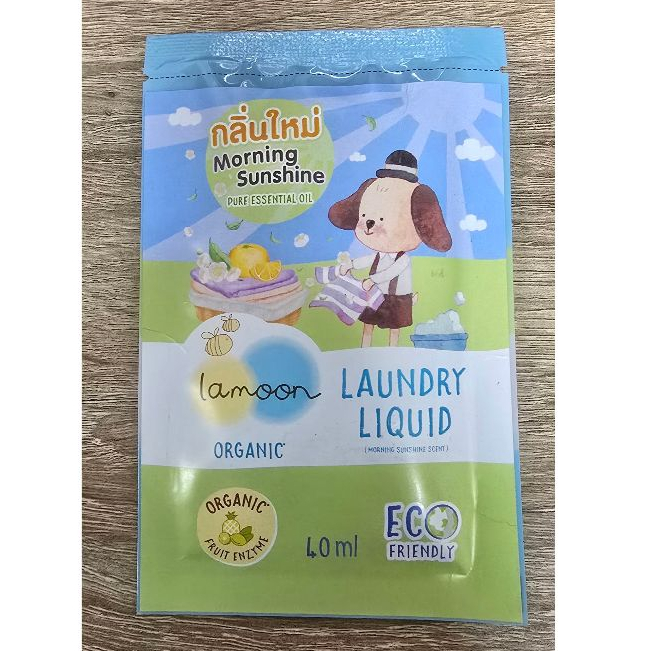 กลิ่นใหม่
Morning
Sunshine
PURE ESSENTIAL OIL
lamoon
ORGANIC
LAUNDRY
LIQUID
(MORNING SUNSHINE SCENT)
ORGANIC
FRUIT ENZYME
40 ml
ECO
FRIENDLY